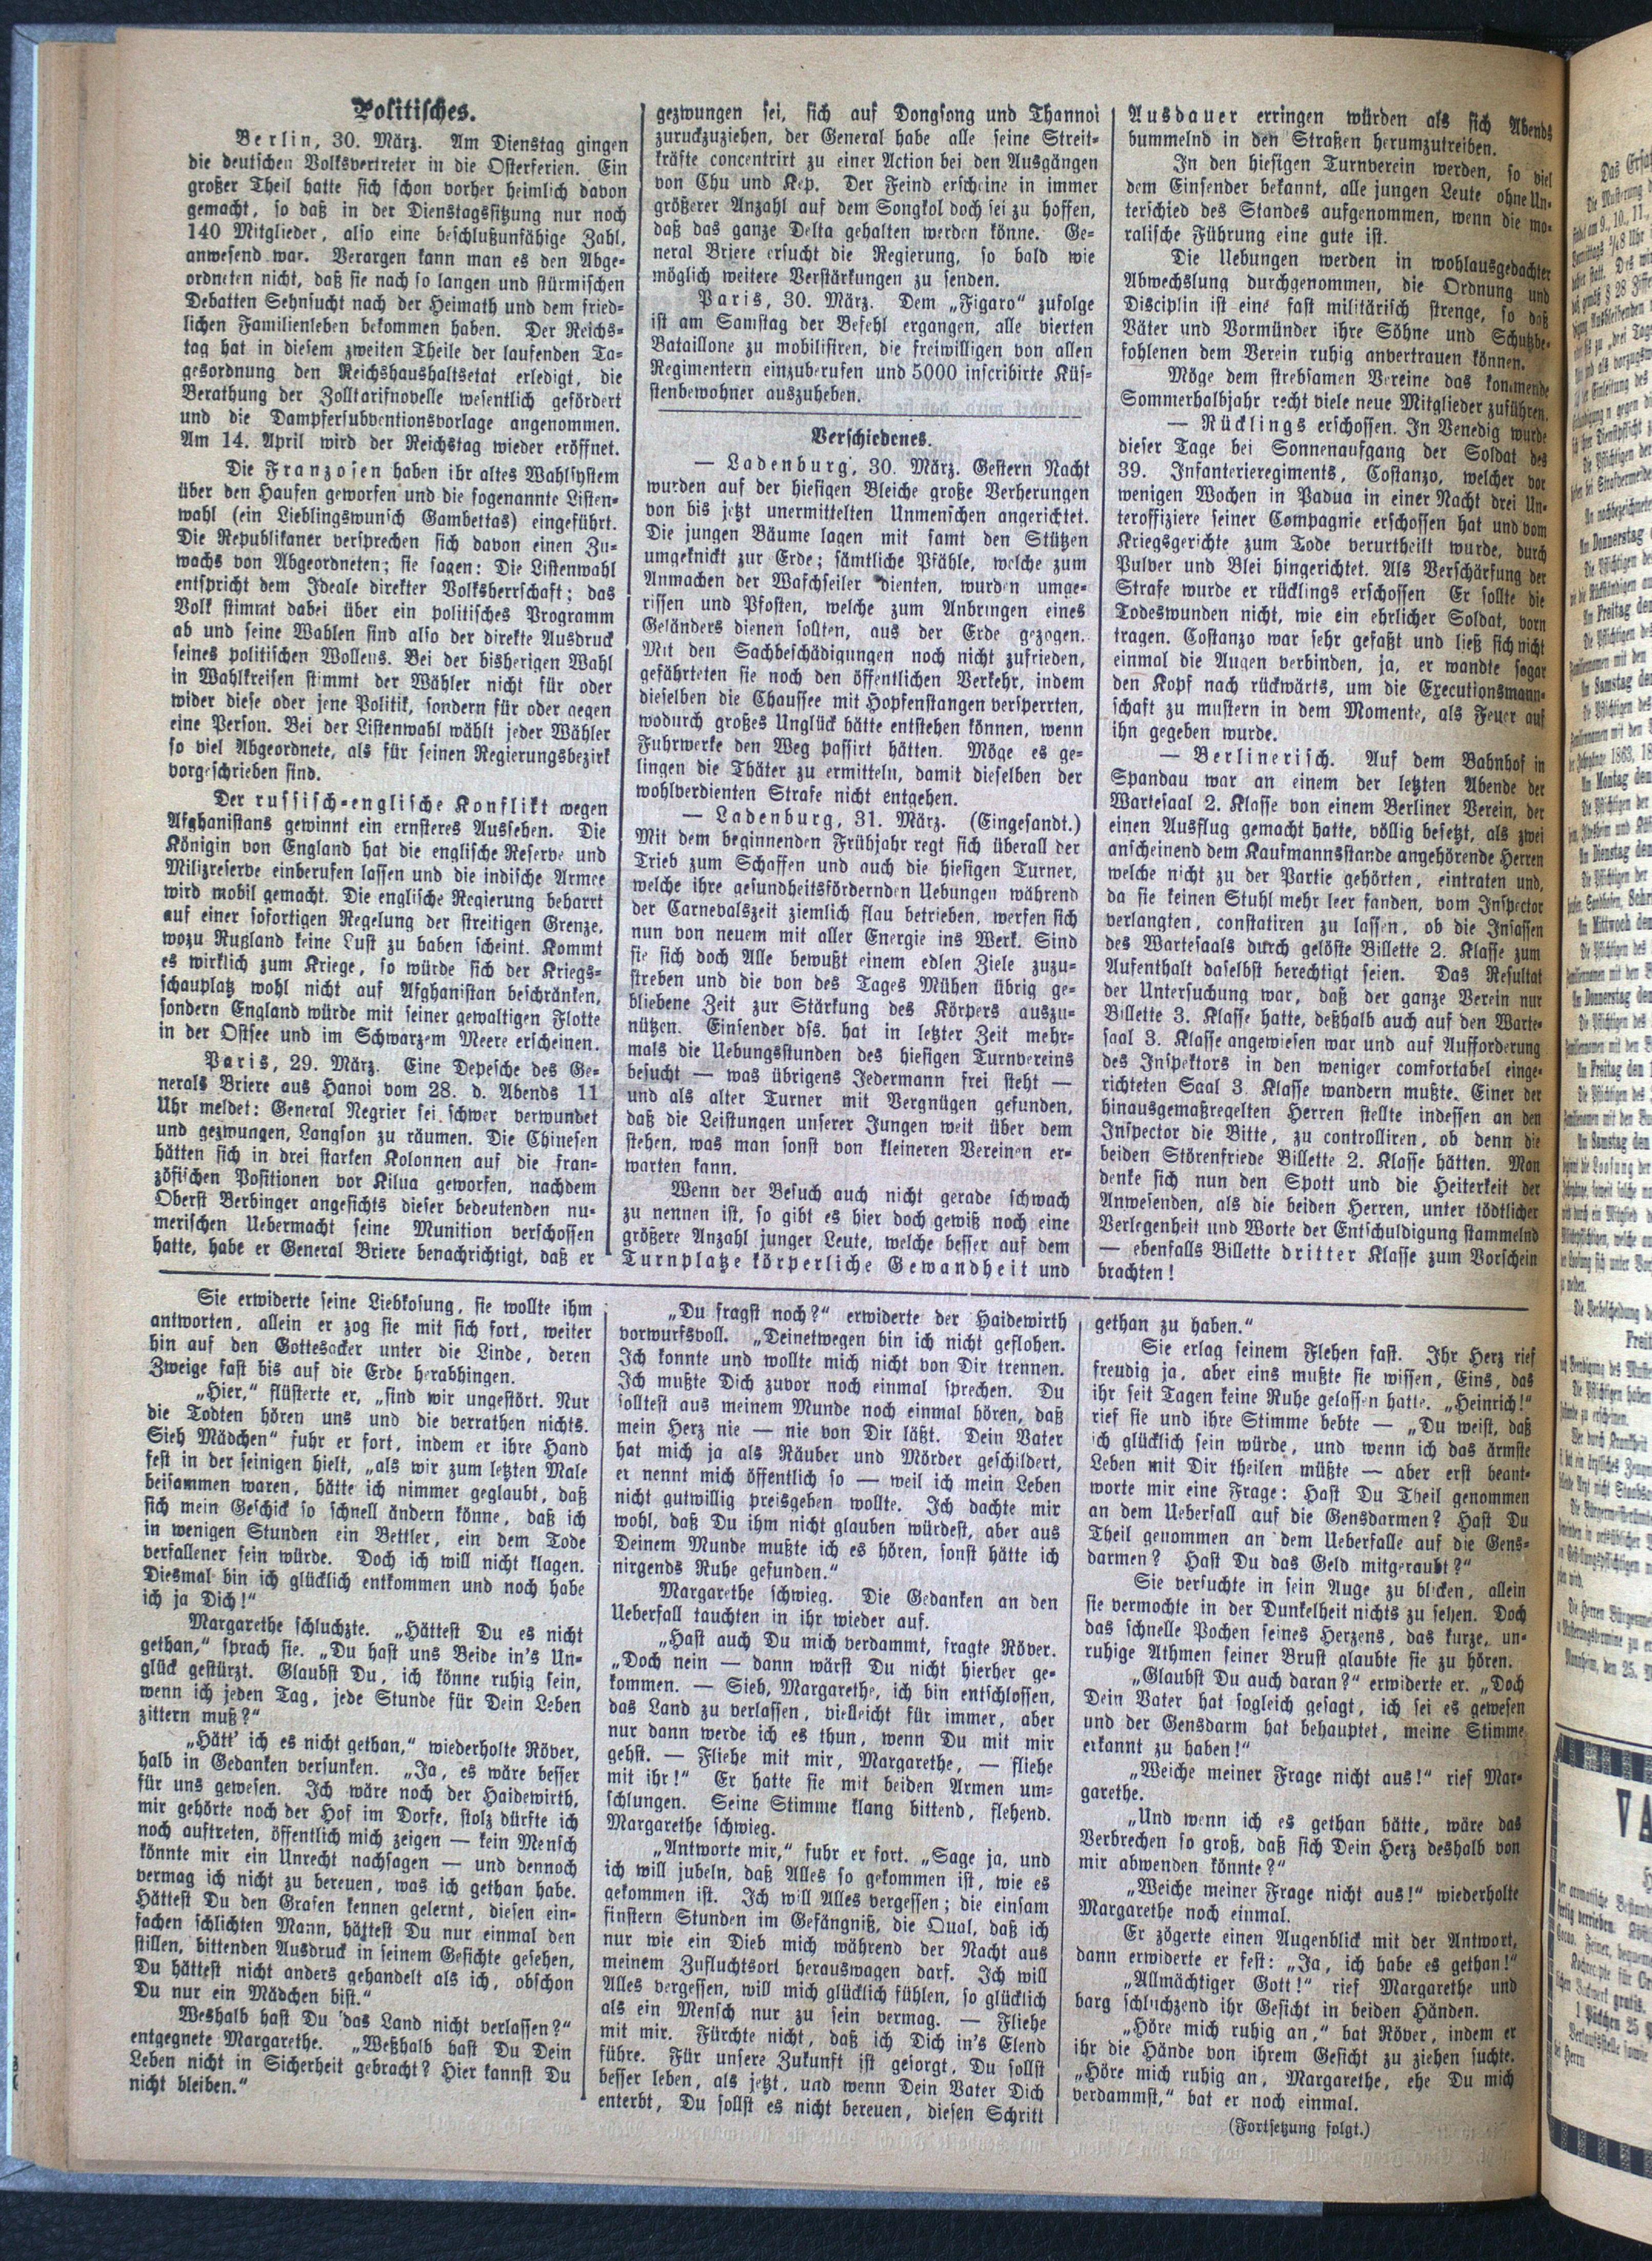 Politisches.
Berlin, 30. März. Am Dienstag gingen
die deutschen Volksvertreter in die Osterferien. Ein
großer Theil hatte sich schon vorher heimlich davon
gemacht, so daß in der Dienstagssitzung nur noch
140 Mitglieder, also eine beschlußunfähige Zahl,
anwesend war. Verargen kann man es den Abge-
ordneten nicht, daß sie nach so langen und stürmischen
Debatten Sehnsucht nach der Heimath und dem fried-
lichen Familienleben bekommen haben. Der Reichs-
tag hat in diesem zweiten Theile der laufenden Ta-
gesordnung den Reichshaushaltsetat erledigt, die
Berathung der Zolltarifnovelle wesentlich gefördert
und die Dampfersubventionsvorlage angenommen.
Am 14. April wird der Reichstag wieder eröffnet.
Die Franzosen haben ihr altes Wahlsystem
über den Haufen geworfen und die sogenannte Listen-
wahl (ein Lieblingswunsch Gambettas) eingeführt.
Die Republikaner versprechen sich davon einen Zu-
wachs von Abgeordneten; sie sagen: Die Listenwahl
entspricht dem Ideale direkter Volksherrschaft; das
Volk stimmt dabei über ein politisches Programm
ab und seine Wahlen sind also der direkte Ausdruck
seines politischen Wollens. Bei der bisherigen Wahl
in Wahlkreisen stimmt der Wähler nicht für oder
wider diese oder jene Politik, sondern für oder gegen
eine Person. Bei der Listenwahl wählt jeder Wähler
so viel Abgeordnete, als für seinen Regierungsbezirk
vorgeschrieben sind.
Der russisch-englische Konflikt wegen
Afghanistans gewinnt ein ernsteres Aussehen. Die
Königin von England hat die englische Reserve und
Milizreserve einberufen lassen und die indische Armee
wird mobil gemacht. Die englische Regierung beharrt
auf einer sofortigen Regelung der streitigen Grenze,
wozu Rußland keine Lust zu haben scheint. Kommt
es wirklich zum Kriege, so würde sich der Kriegs-
schauplatz wohl nicht auf Afghanistan beschränken,
sondern England würde mit seiner gewaltigen Flotte
in der Ostsee und im Schwarzem Meere erscheinen.
Paris, 29. März. Eine Depesche des Ge-
nerals Briere aus Hanoi vom 28. d. Abends 11
Uhr meldet: General Negrier sei schwer verwundet
und gezwungen, Langson zu räumen. Die Chinesen
hätten sich in drei starken Kolonnen auf die fran-
zösischen Positionen vor Kilua geworfen, nachdem
Oberst Berbinger angesichts dieser bedeutenden nu-
merischen Uebermacht seine Munition verschossen
hatte, habe er General Briere benachrichtigt, daß er
gezwungen sei, sich auf Dongsong und Thannoi
zurückzuziehen, der General habe alle seine Streit-
kräfte concentrirt zu einer Action bei den Ausgängen
von Chu und Kep. Der Feind erscheine in immer
größerer Anzahl auf dem Songkol doch sei zu hoffen,
daß das ganze Delta gehalten werden könne. Ge-
neral Briere ersucht die Regierung, so bald wie
möglich weitere Verstärkungen zu senden.
Paris, 30. März. Dem „Figaro“ zufolge
ist am Samstag der Befehl ergangen, alle vierten
Bataillone zu mobilisiren, die freiwilligen von allen
Regimentern einzuberufen und 5000 inscribirte Küs-
stenbewohner auszuheben.
Verschiedenes.
— Ladenburg, 30. März. Gestern Nacht
wurden auf der hiesigen Bleiche große Verherungen
von bis jetzt unermittelten Unmenschen angerichtet.
Die jungen Bäume lagen mit samt den Stützen
umgeknickt zur Erde; sämtliche Pfähle, welche zum
Anmachen der Waschseiler dienten, wurden umge-
rissen und Pfosten, welche zum Anbringen eines
Geländers dienen sollten, aus der Erde gezogen.
Mit den Sachbeschädigungen noch nicht zufrieden,
gefährteten sie noch den öffentlichen Verkehr, indem
dieselben die Chaussee mit Hopfenstangen versperrten,
wodurch großes Unglück hätte entstehen können, wenn
Fuhrwerke den Weg passirt hätten. Möge es ge-
lingen die Thäter zu ermitteln, damit dieselben der
wohlverdienten Strafe nicht entgehen.
— Ladenburg, 31. März. (Eingesandt.)
Mit dem beginnenden Frühjahr regt sich überall der
Trieb zum Schaffen und auch die hiesigen Turner,
welche ihre gesundheitsfördernden Uebungen während
der Carnevalszeit ziemlich flau betrieben, werfen sich
nun von neuem mit aller Energie ins Werk. Sind
sie sich doch Alle bewußt einem edlen Ziele zuzu-
streben und die von des Tages Mühen übrig ge-
bliebene Zeit zur Stärkung des Körpers auszu-
nützen. Einsender dss. hat in letzter Zeit mehr-
mals die Uebungsstunden des hiesigen Turnvereins
besucht — was übrigens Jedermann frei steht —
und als alter Turner mit Vergnügen gefunden,
daß die Leistungen unserer Jungen weit über dem
stehen, was man sonst von kleineren Vereinen er-
warten kann.
Wenn der Besuch auch nicht gerade schwach
zu nennen ist, so gibt es hier doch gewiß noch eine
größere Anzahl junger Leute, welche besser auf dem
Turnplatze körperliche Gewandheit und
Ausdauer erringen würden als sich Abends
bummelnd in den Straßen herumzutreiben.
In den hiesigen Turnverein werden, so viel
dem Einsender bekannt, alle jungen Leute ohne Un-
terschied des Standes aufgenommen, wenn die mo-
ralische Führung eine gute ist.
Die Uebungen werden in wohlausgedachter
Abwechslung durchgenommen, die Ordnung und
Disciplin ist eine fast militärisch strenge, so daß
Väter und Vormünder ihre Söhne und Schutzbe-
fohlenen dem Verein ruhig anvertrauen können.
Möge dem strebsamen Vereine das kommende
Sommerhalbjahr recht viele neue Mitglieder zuführen.
— Rücklings erschossen. In Venedig wurde
dieser Tage bei Sonnenaufgang der Soldat des
39. Infanterieregiments, Costanzo, welcher vor
wenigen Wochen in Padua in einer Nacht drei Un-
teroffiziere seiner Compagnie erschossen hat und vom
Kriegsgerichte zum Tode verurtheilt wurde, durch
Pulver und Blei hingerichtet. Als Verschärfung der
Strafe wurde er rücklings erschossen Er sollte die
Todeswunden nicht, wie ein ehrlicher Soldat, vorn
tragen. Costanzo war sehr gefaßt und ließ sich nicht
einmal die Augen verbinden, ja, er wandte sogar
den Kopf nach rückwärts, um die Executionsmann-
schaft zu mustern in dem Momente, als Feuer auf
ihn gegeben wurde.
— Berlinerisch. Auf dem Bahnhof in
Spandau war an einem der letzten Abende der
Wartesaal 2. Klasse von einem Berliner Verein, der
einen Ausflug gemacht hatte, völlig besetzt, als zwei
anscheinend dem Kaufmannsstande angehörende Herren
welche nicht zu der Partie gehörten, eintraten und,
da sie keinen Stuhl mehr leer fanden, vom Inspector
verlangten, constatiren zu lassen, ob die Insassen
des Wartesaals durch gelöste Billette 2. Klasse zum
Aufenthalt daselbst berechtigt seien. Das Resultat
der Untersuchung war, daß der ganze Verein nur
Billette 3. Klasse hatte, deßhalb auch auf den Warte-
saal 3. Klasse angewiesen war und auf Aufforderung
des Inspektors in den weniger comfortabel einge-
richteten Saal 3. Klasse wandern mußte. Einer der
hinausgemaßregelten Herren stellte indessen an den
Inspector die Bitte, zu controlliren, ob denn die
beiden Störenfriede Billette 2. Klasse hätten. Man
denke sich nun den Spott und die Heiterkeit der
Anwesenden, als die beiden Herren, unter tödtlicher
Verlegenheit und Worte der Entschuldigung stammelnd
— ebenfalls Billette dritter Klasse zum Vorschein
brachten!
Sie erwiderte seine Liebkosung, sie wollte ihm
antworten, allein er zog sie mit sich fort, weiter
hin auf den Gottesacker unter die Linde, deren
Zweige fast bis auf die Erde herabhingen.
„Hier,“ flüsterte er, „sind wir ungestört. Nur
die Todten hören uns und die verrathen nichts.
Sieh Mädchen“ fuhr er fort, indem er ihre Hand
fest in der seinigen hielt, „als wir zum letzten Male
beisammen waren, hätte ich nimmer geglaubt, daß
sich mein Geschick so schnell ändern könne, daß ich
in wenigen Stunden ein Bettler, ein dem Tode
verfallener sein würde. Doch ich will nicht klagen.
Diesmal bin ich glücklich entkommen und noch habe
ich ja Dich!“
Margarethe schluchzte. „Hättest Du es nicht
gethan,“ sprach sie. „Du hast uns Beide in's Un-
glück gestürzt. Glaubst Du, ich könne ruhig sein,
wenn ich jeden Tag, jede Stunde für Dein Leben
zittern muß?“
„Hätt' ich es nicht gethan,“ wiederholte Röver,
halb in Gedanken versunken. „Ja, es wäre besser
für uns gewesen. Ich wäre noch der Haidewirth,
mir gehörte noch der Hof im Dorfe, stolz dürfte ich
noch auftreten, öffentlich mich zeigen — kein Mensch
könnte mir ein Unrecht nachsagen — und dennoch
vermag ich nicht zu bereuen, was ich gethan habe.
Hättest Du den Grafen kennen gelernt, diesen ein-
fachen schlichten Mann, hättest Du nur einmal den
stillen, bittenden Ausdruck in seinem Gesichte gesehen,
Du hättest nicht anders gehandelt als ich, obschon
Du nur ein Mädchen bist.“
Weshalb hast Du das Land nicht verlassen?“
entgegnete Margarethe. „Weßhalb hast Du Dein
Leben nicht in Sicherheit gebracht? Hier kannst Du
nicht bleiben.“
„Du fragst noch?“ erwiderte der Haidewirth
vorwurfsvoll. „Deinetwegen bin ich nicht geflohen.
Ich konnte und wollte mich nicht von Dir trennen.
Ich mußte Dich zuvor noch einmal sprechen. Du
solltest aus meinem Munde noch einmal hören, daß
mein Herz nie — nie von Dir läßt. Dein Vater
hat mich ja als Räuber und Mörder geschildert,
er nennt mich öffentlich so — weil ich mein Leben
nicht gutwillig preisgeben wollte. Ich dachte mir
wohl, daß Du ihm nicht glauben würdest, aber aus
Deinem Munde mußte ich es hören, sonst hätte ich
nirgends Ruhe gefunden.“
Margarethe schwieg. Die Gedanken an den
Ueberfall tauchten in ihr wieder auf.
„Hast auch Du mich verdammt, fragte Röver.
„Doch nein — dann wärst Du nicht hierher ge-
kommen. — Sieh, Margarethe, ich bin entschlossen,
das Land zu verlassen, vielleicht für immer, aber
nur dann werde ich es thun, wenn Du mit mir
gehst. — Fliehe mit mir, Margarethe, — fliehe
mit ihr!“ Er hatte sie mit beiden Armen um-
schlungen. Seine Stimme klang bittend, flehend.
Margarethe schwieg.
„Antworte mir,“ fuhr er fort. „Sage ja, und
ich will jubeln, daß Alles so gekommen ist, wie es
gekommen ist. Ich will Alles vergessen; die einsam
finstern Stunden im Gefängniß, die Qual, daß ich
nur wie ein Dieb mich während der Nacht aus
meinem Zufluchtsort herauswagen darf. Ich will
Alles vergessen, will mich glücklich fühlen, so glücklich
als ein Mensch nur zu sein vermag. — Fliehe
mit mir. Fürchte nicht, daß ich Dich in's Elend
führe. Für unsere Zukunft ist gesorgt, Du sollst
besser leben, als jetzt, und wenn Dein Vater Dich
enterbt, Du sollst es nicht bereuen, diesen Schritt
gethan zu haben.“
Sie erlag seinem Flehen fast. Ihr Herz rief
freudig ja, aber eins mußte sie wissen, Eins, das
ihr seit Tagen keine Ruhe gelassen hatte. „Heinrich!“
rief sie und ihre Stimme bebte — „Du weist, daß
ich glücklich sein würde, und wenn ich das ärmste
Leben mit Dir theilen müßte — aber erst beant-
worte mir eine Frage: Hast Du Theil genommen
an dem Ueberfall auf die Gensdarmen? Hast Du
Theil genommen an dem Ueberfalle auf die Gens-
darmen? Hast Du das Geld mitgeraubt?“
Sie versuchte in sein Auge zu blicken, allein
sie vermochte in der Dunkelheit nichts zu sehen. Doch
das schnelle Pochen seines Herzens, das kurze, un-
ruhige Athmen seiner Brust glaubte sie zu hören.
„Glaubst Du auch daran?“ erwiderte er. „Doch
Dein Vater hat sogleich gesagt, ich sei es gewesen
und der Gensdarm hat behauptet, meine Stimme
erkannt zu haben!“
„Weiche meiner Frage nicht aus!“ rief Mar-
garethe.
„Und wenn ich es gethan hätte, wäre das
Verbrechen so groß, daß sich Dein Herz deshalb von
mir abwenden könnte?“
„Weiche meiner Frage nicht aus!“ wiederholte
Margarethe noch einmal.
Er zögerte einen Augenblick mit der Antwort,
dann erwiderte er fest: „Ja, ich habe es gethan!“
„Allmächtiger Gott!“ rief Margarethe und
barg schluchzend ihr Gesicht in beiden Händen.
„Höre mich ruhig an,“ bat Röver, indem er
ihr die Hände von ihrem Gesicht zu ziehen suchte.
„Höre mich ruhig an, Margarethe, ehe Du mich
verdammst,“ bat er noch einmal.
(Fortsetzung folgt.)